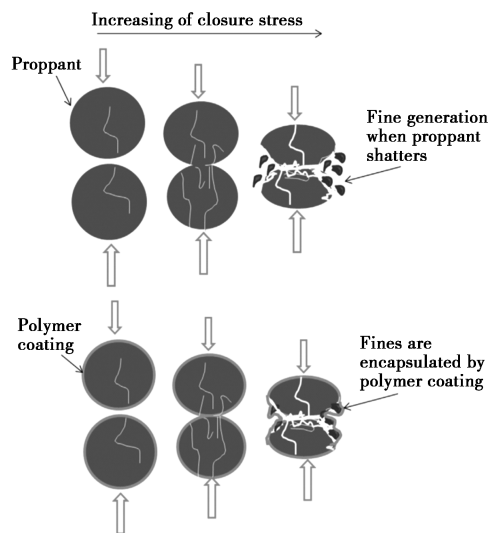 Increasing of closure stress
Proppant
Fine generation
when proppant
shatters
Polymer
coating
Fines are
encapsulated by
polymer coating